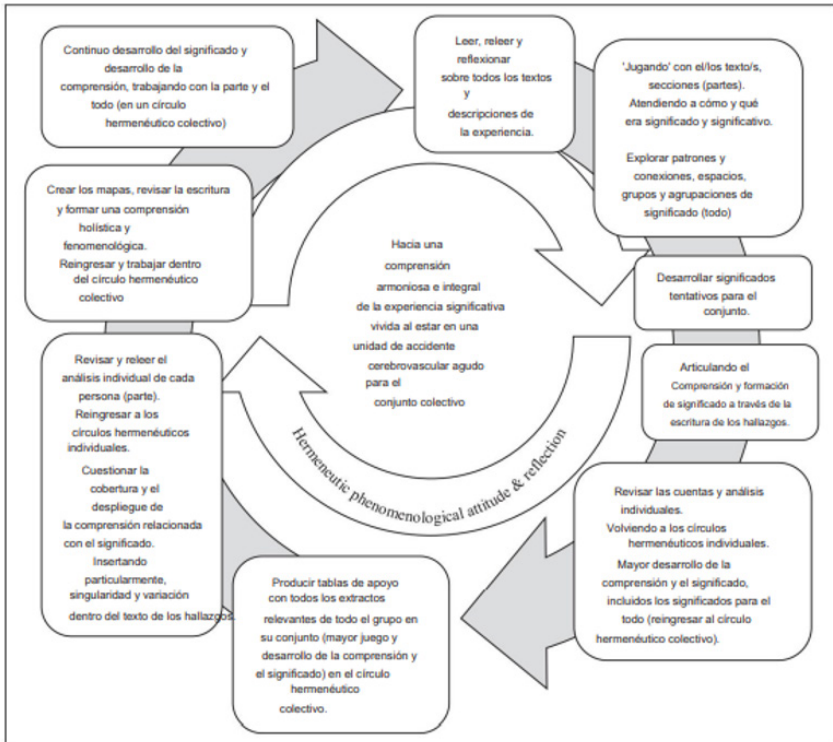 Continuo desarrollo del significado y
desarrollo de la
comprensión, trabajando con la parte y el
todo (en un círculo
hermenéutico colectivo)
Leer, releer y
reflexionar
sobre todos los textos
y
descripciones de
la experiencia.
'Jugando' con el/los texto/s,
secciones (partes).
Atendiendo a cómo y qué
era significado y significativo.
Explorar patrones y
conexiones, espacios,
grupos y agrupaciones de
significado (todo)
Desarrollar significados
tentativos para el
conjunto.
Articulando el
Comprensión y formación
de significado a través de la
escritura de los hallazgos.
Revisar las cuentas y análisis
individuales.
Volviendo a los círculos
hermenéuticos individuales.
Mayor desarrollo de la
comprensión y el significado,
incluidos los significados para el
todo (reingresar al círculo
hermenéutico colectivo).
Producir tablas de apoyo
con todos los extractos
relevantes de todo el grupo en
su conjunto (mayor juego y
desarrollo de la comprensión y
el significado) en el círculo
hermenéutico
colectivo.
Revisar y releer el
análisis individual de cada
persona (parte).
Reingresar a los
círculos hermenéuticos
individuales.
Cuestionar la
cobertura y el
despliegue de
la comprensión relacionada
con el significado.
Insertando
particularmente,
singularidad y variación
dentro del texto de los hallazgos.
Crear los mapas, revisar la escritura
y formar una comprensión
holística y
fenomenológica.
Reingresar y trabajar dentro
del círculo hermenéutico
colectivo
Hacia una
comprensión
armoniosa e integral
de la experiencia significativa
vivida al estar en una
unidad de accidente
cerebrovascular agudo
para el
conjunto colectivo
Hermeneutic phenomenological attitude & reflection